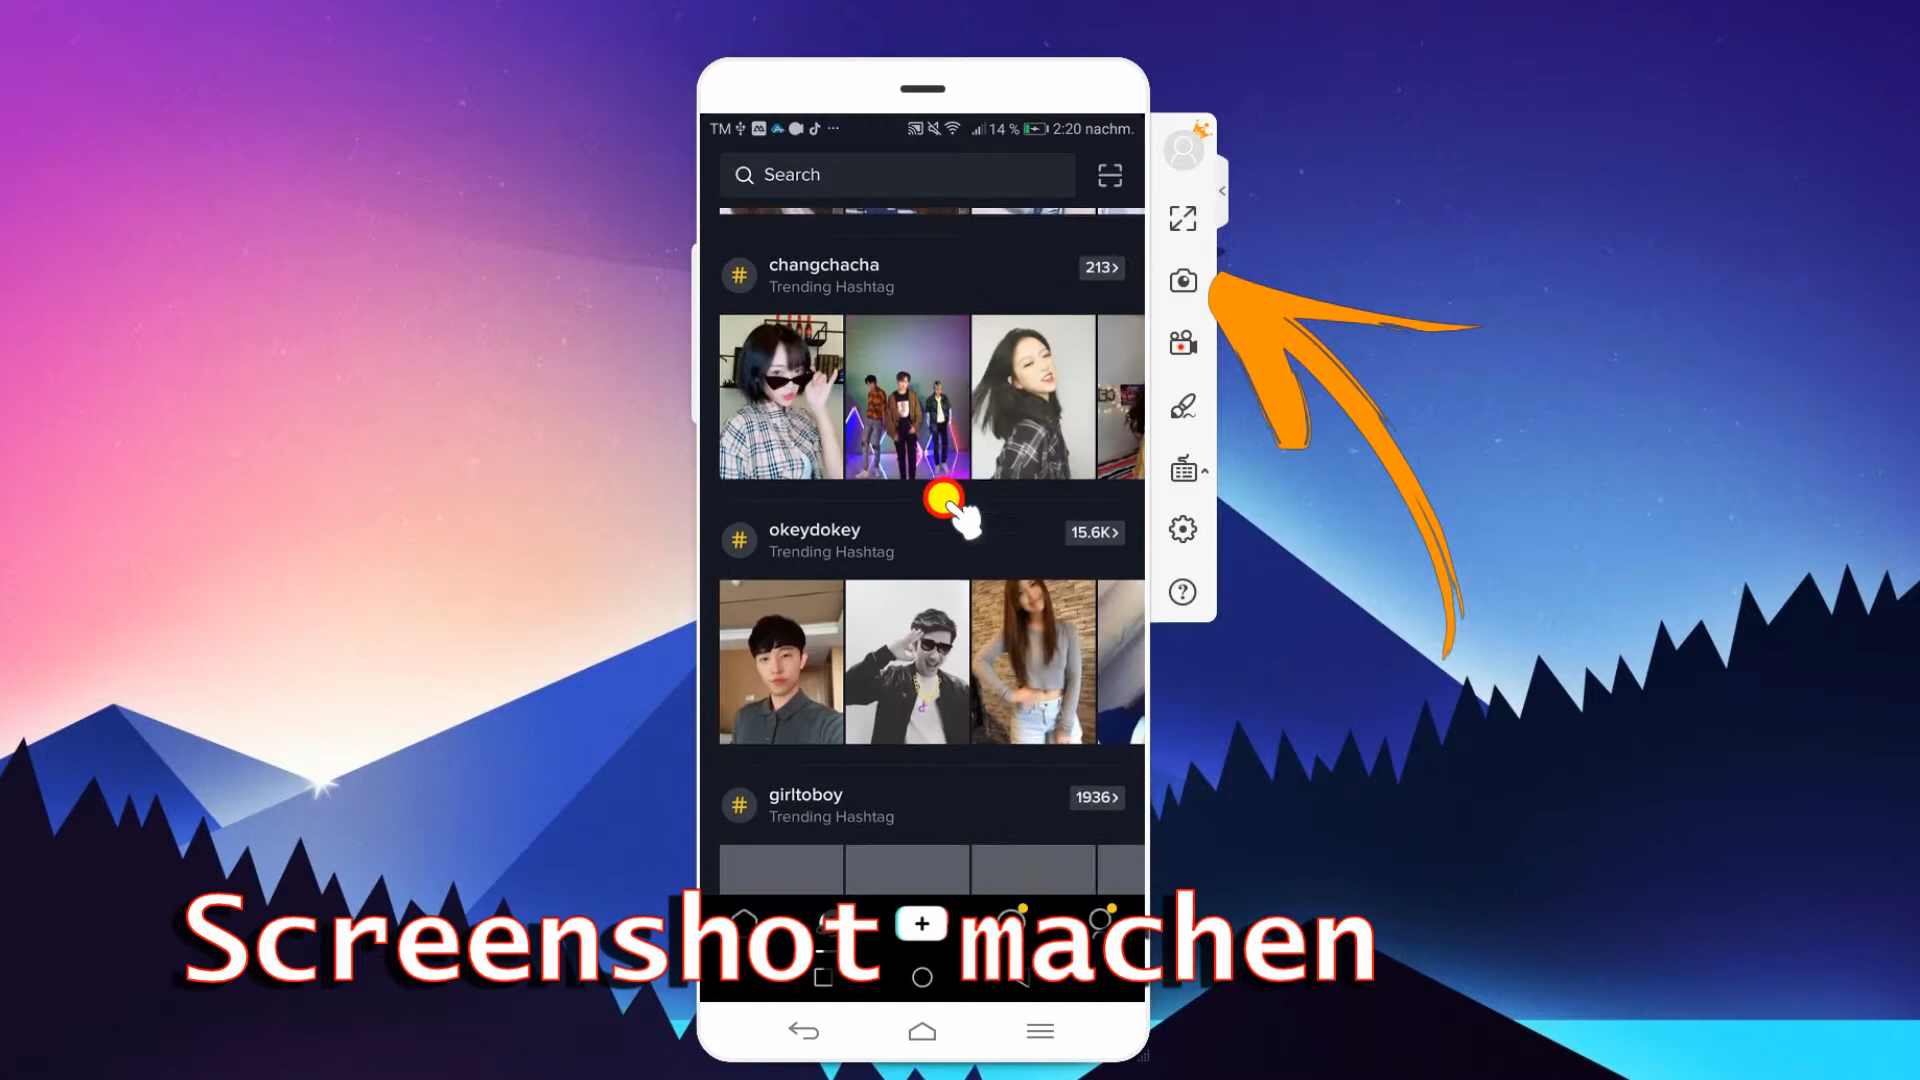 TM ··· 14 % 2:20 nachm.
Search
# changchacha 213>
Trending Hashtag
# okeydokey 15.6K>
Trending Hashtag
# girltoboy 1936>
Trending Hashtag
Screenshot machen